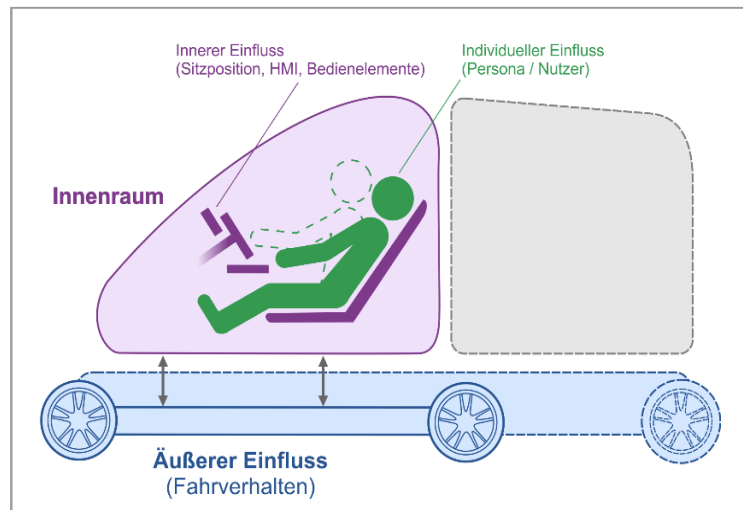 Innerer Einfluss
(Sitzposition, HMI, Bedienelemente)
Individueller Einfluss
(Persona / Nutzer)
Innenraum
Äußerer Einfluss
(Fahrverhalten)